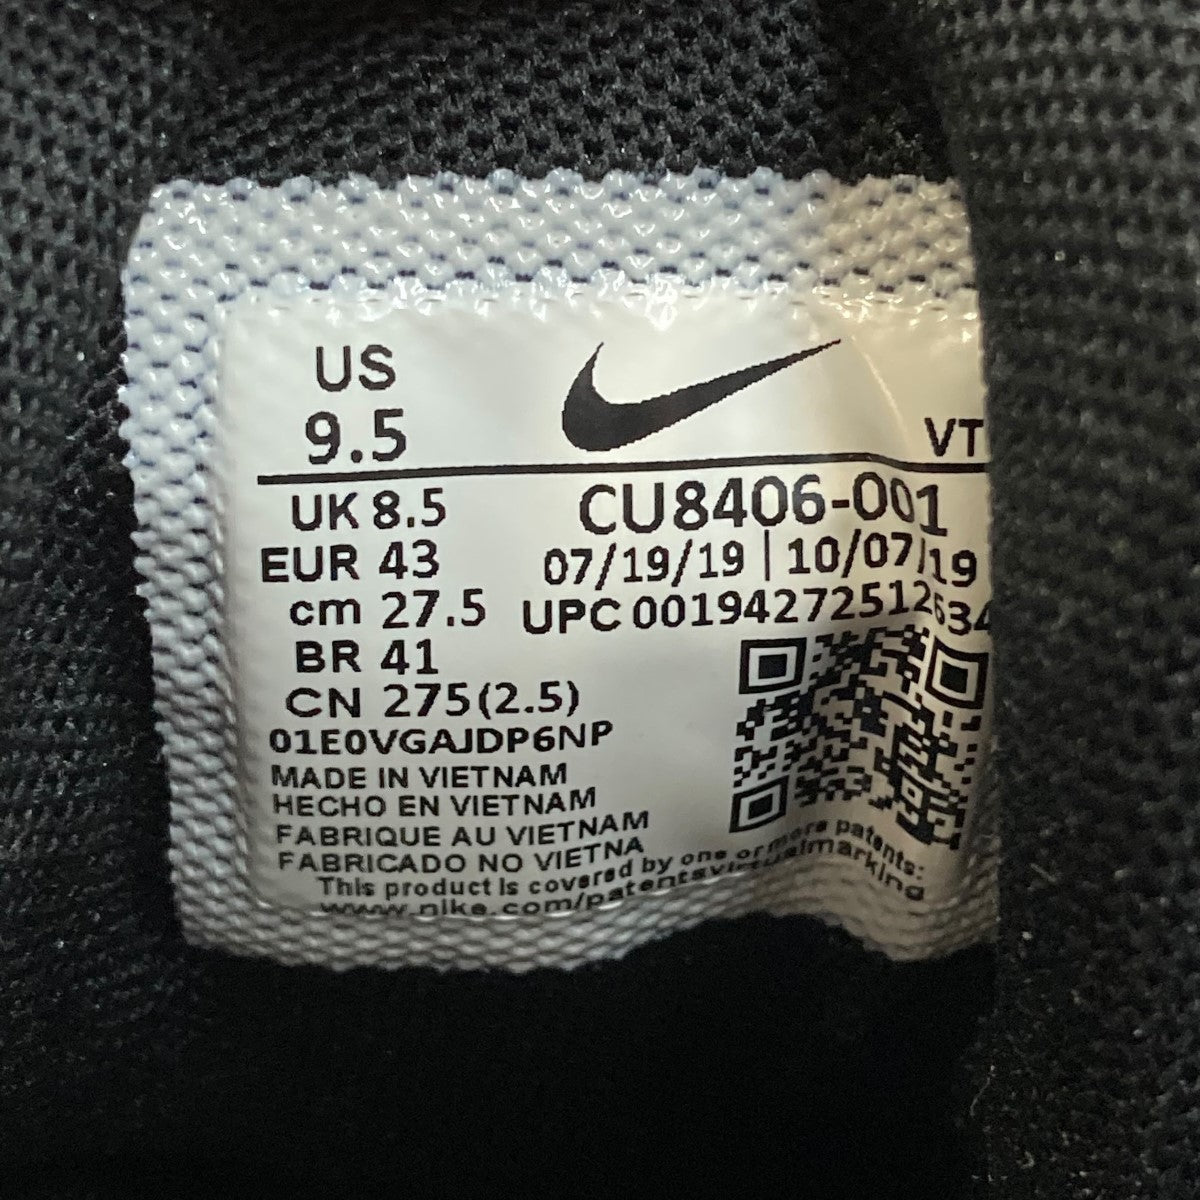 US
9.5
VT
UK 8.5
CU8406-001
EUR 43
07/19/19 | 10/07/19
cm 27.5
UPC 00194272512634
BR 41
CN 275(2.5)
01E0VGAJDP6NP
MADE IN VIETNAM
HECHO EN VIETNAM
FABRIQUE AU VIETNAM
FABRICADO NO VIETNA
This product is covered by one or more patents:
www.nike.com/patentsvirtualmarking